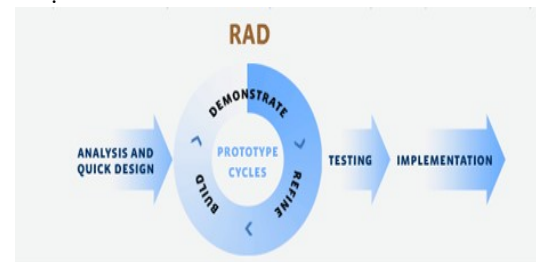 RAD
DEMONSTRATE
ANALYSIS AND
QUICK DESIGN
PROTOTYPE
CYCLES
BUILD
REFINE
TESTING
IMPLEMENTATION